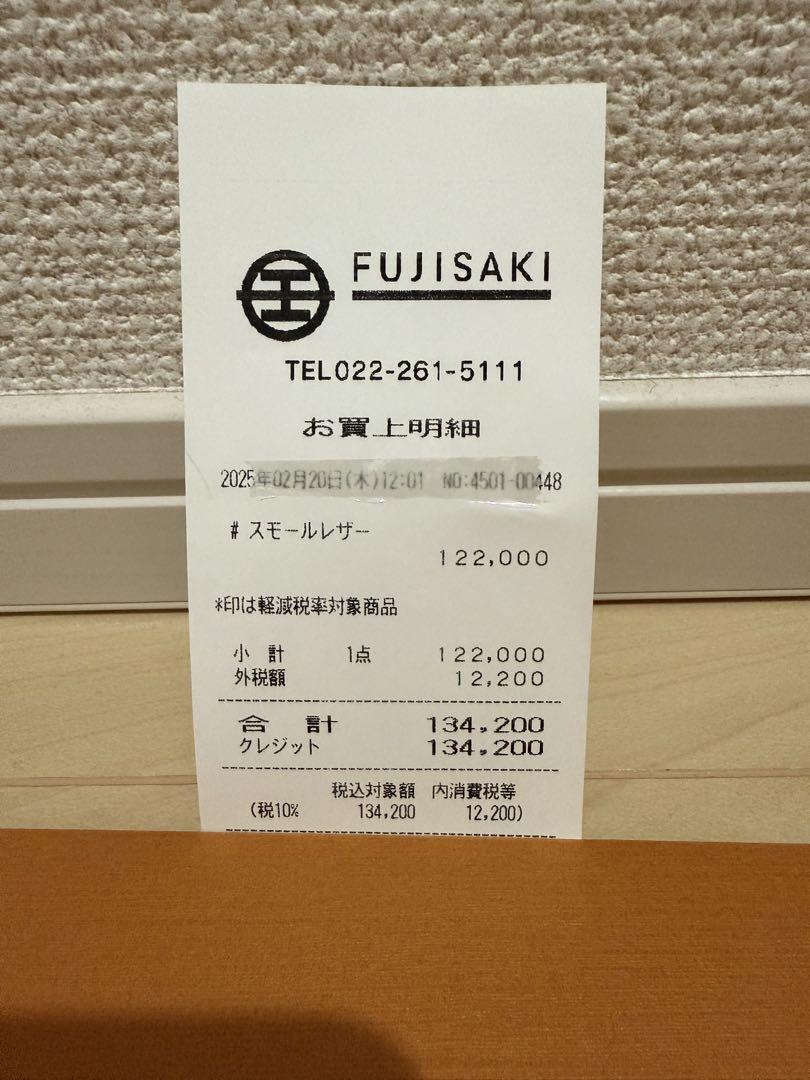 FUJISAKI
TEL022-261-5111
お買上明細
2025年02月20日(木)12:01 NO:4501-00448
# スモールレザー
122,000
*印は軽減税率対象商品
小 計 1点 122,000
外税額 12,200
合 計 134,200
クレジット 134,200
税込対象額 内消費税等
(税10% 134,200 12,200)